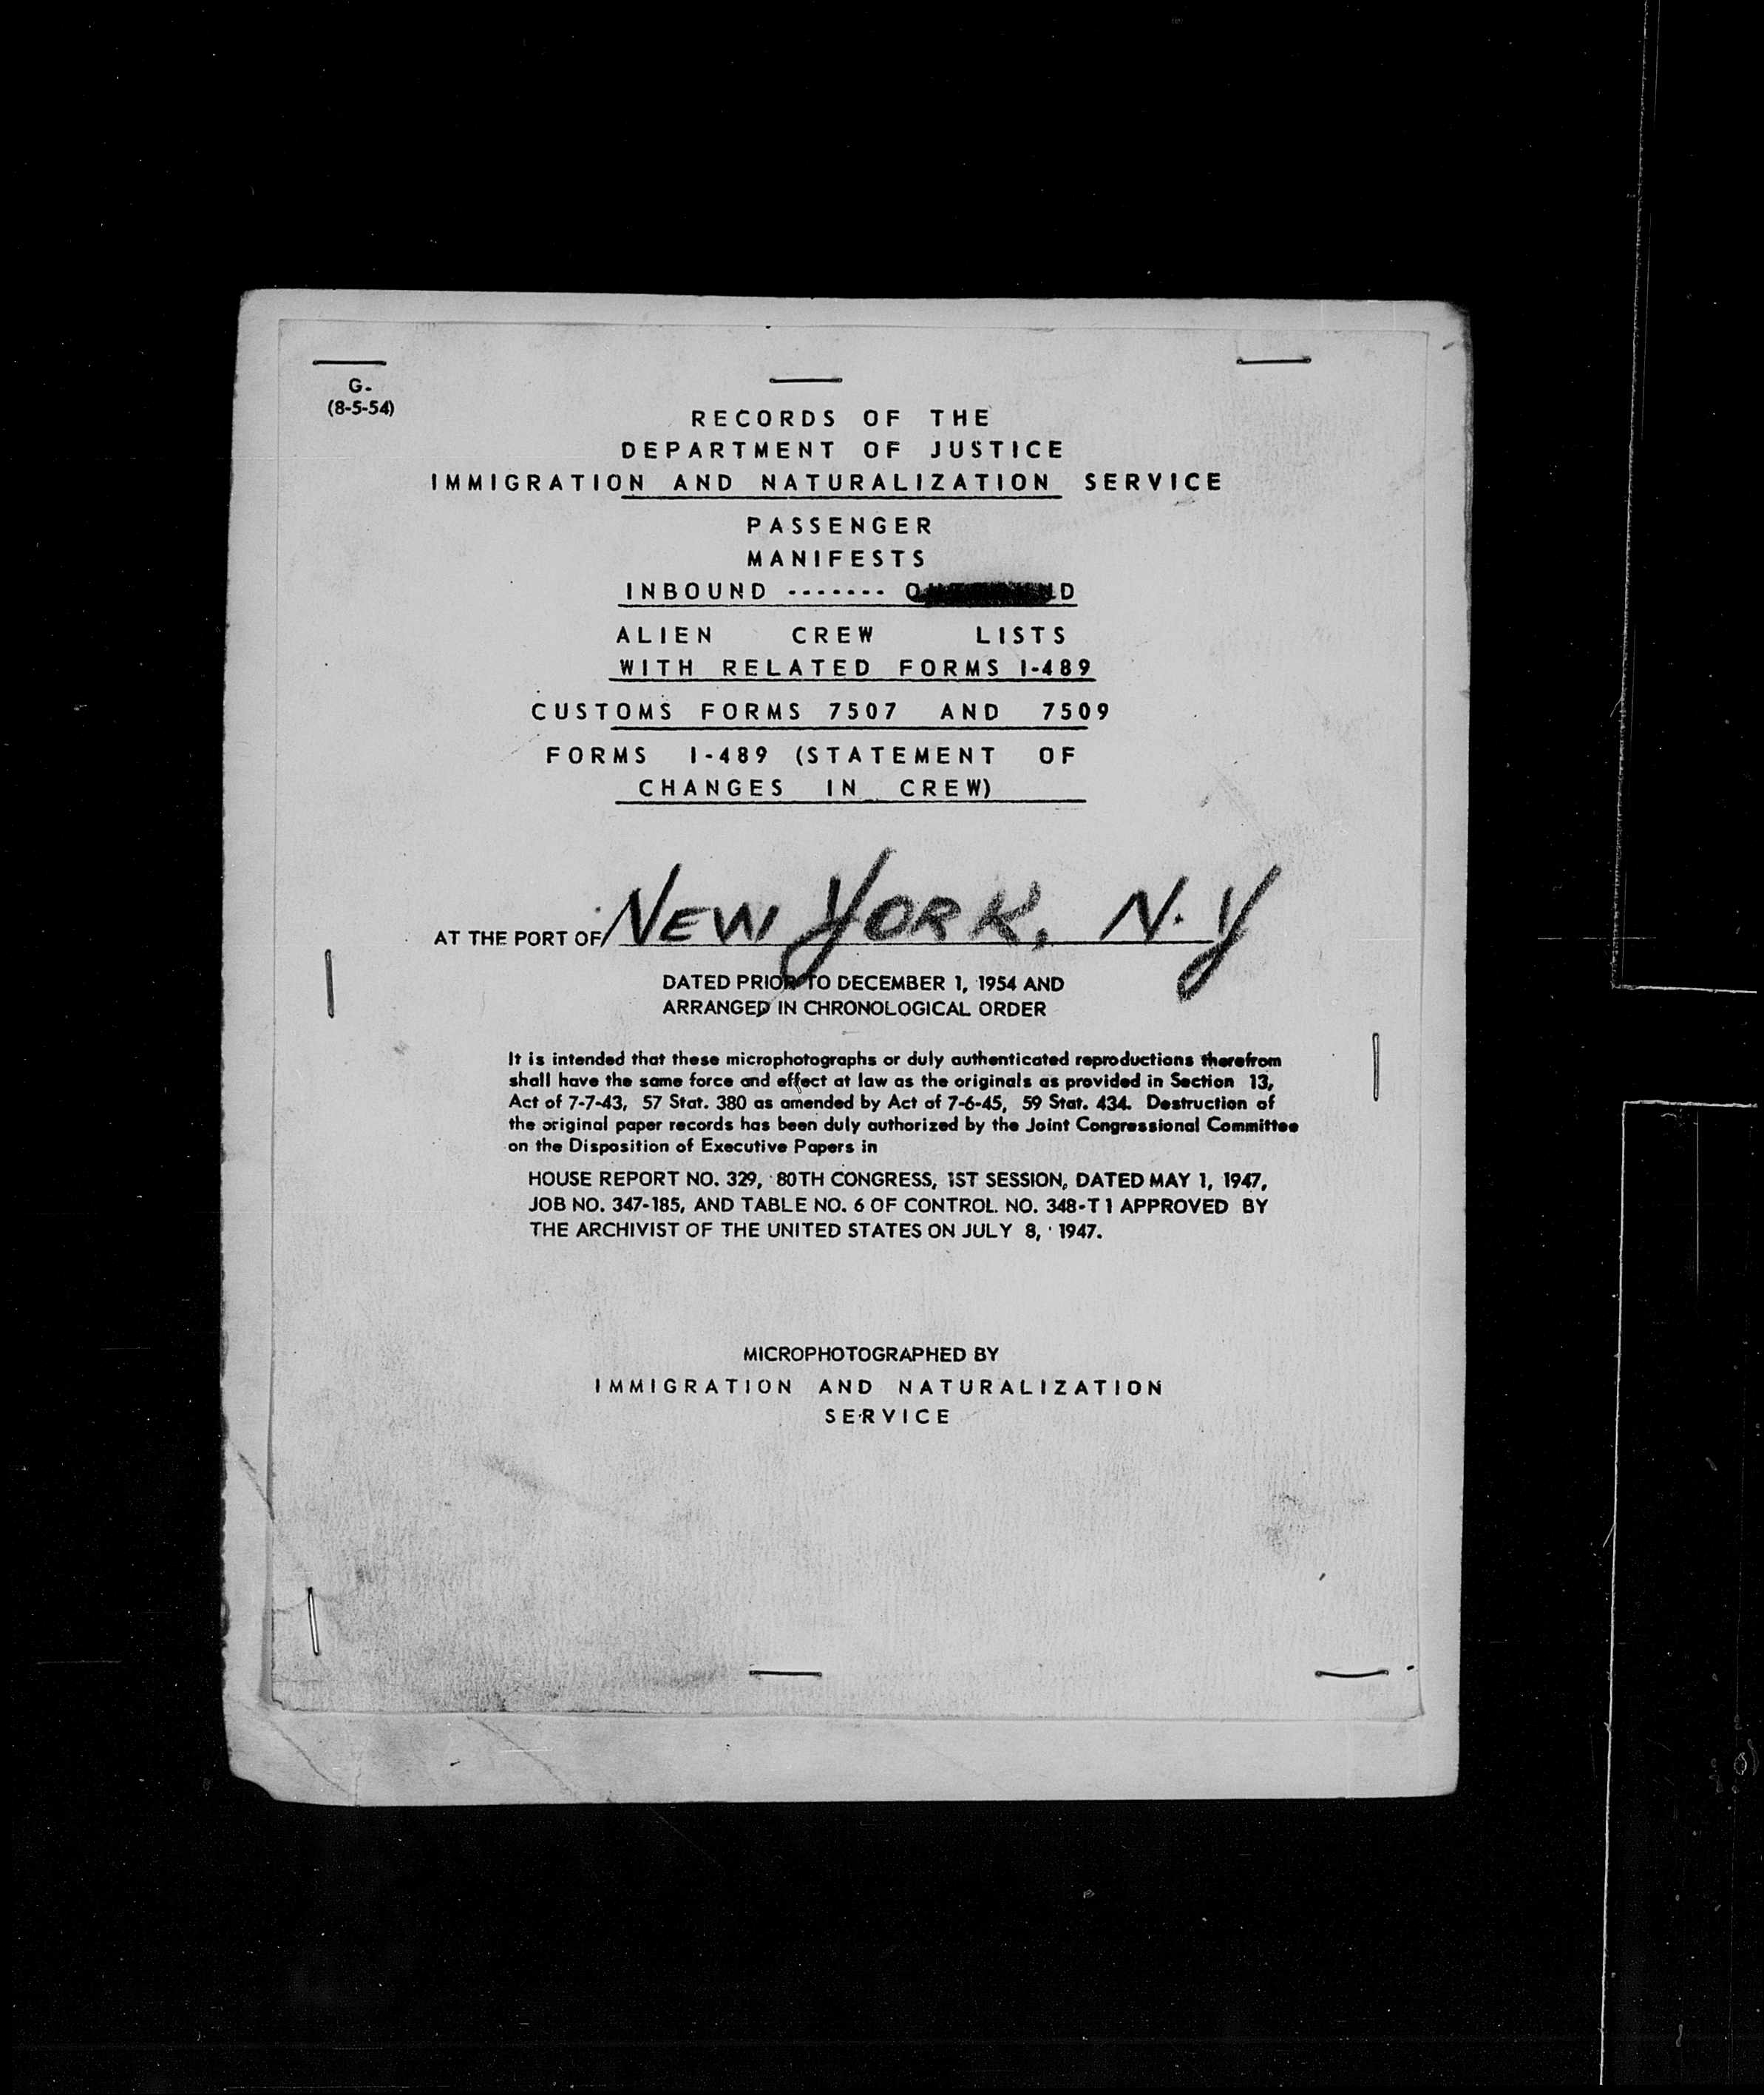 G-
(8-5-54)
RECORDS OF THE
DEPARTMENT OF JUSTICE
IMMIGRATION AND NATURALIZATION SERVICE
PASSENGER
MANIFESTS
INBOUND -------
ALIEN CREW LISTS
WITH RELATED FORMS I-489
CUSTOMS FORMS 7507 AND 7509
FORMS I-489 (STATEMENT OF
CHANGES IN CREW)
AT THE PORT OF NEW YORK, N.Y
DATED PRIOR TO DECEMBER 1, 1954 AND
ARRANGED IN CHRONOLOGICAL ORDER
It is intended that these microphotographs or duly authenticated reproductions therefrom
shall have the same force and effect at law as the originals as provided in Section 13,
Act of 7-7-43, 57 Stat. 380 as amended by Act of 7-6-45, 59 Stat. 434. Destruction of
the original paper records has been duly authorized by the Joint Congressional Committee
on the Disposition of Executive Papers in
HOUSE REPORT NO. 329, 80TH CONGRESS, 1ST SESSION, DATED MAY 1, 1947,
JOB NO. 347-185, AND TABLE NO. 6 OF CONTROL NO. 348-T1 APPROVED BY
THE ARCHIVIST OF THE UNITED STATES ON JULY 8, 1947.
MICROPHOTOGRAPHED BY
IMMIGRATION AND NATURALIZATION
SERVICE